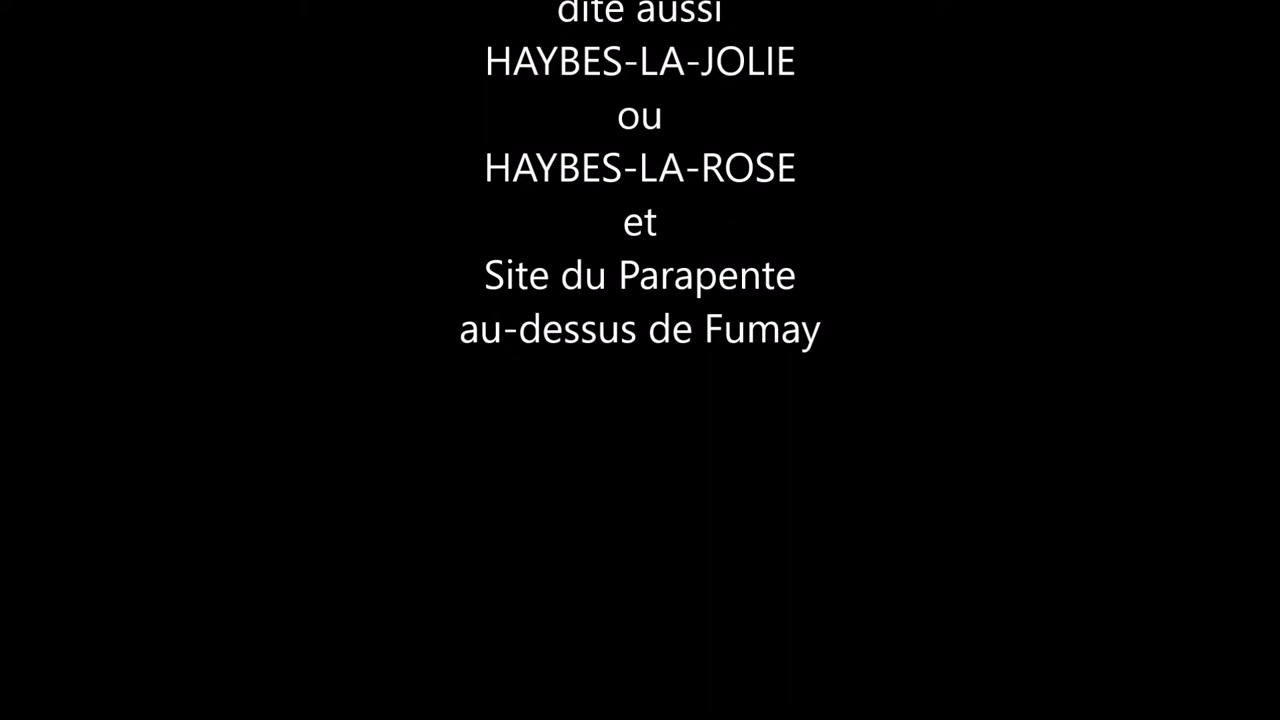 dite aussi
HAYBES-LA-JOLIE
ou
HAYBES-LA-ROSE
et
Site du Parapente
au-dessus de Fumay